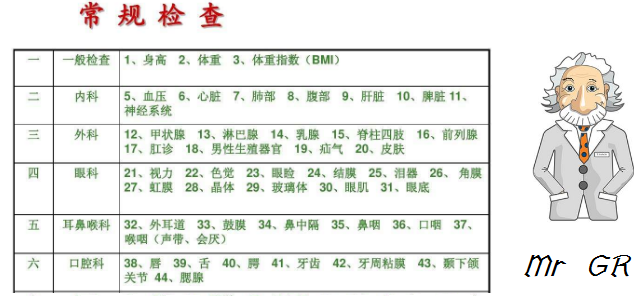 常规检查
一 一般检查 1、身高 2、体重 3、体重指数（BMI）
二 内科 5、血压 6、心脏 7、肺部 8、腹部 9、肝脏 10、脾脏 11、
神经系统
三 外科 12、甲状腺 13、淋巴腺 14、乳腺 15、脊柱四肢 16、前列腺
17、肛诊 18、男性生殖器官 19、疝气 20、皮肤
四 眼科 21、视力 22、色觉 23、眼睑 24、结膜 25、泪器 26、角膜
27、虹膜 28、晶体 29、玻璃体 30、眼肌 31、眼底
五 耳鼻喉科 32、外耳道 33、鼓膜 34、鼻中隔 35、鼻咽 36、口咽 37、
喉咽（声带、会厌）
六 口腔科 38、唇 39、舌 40、腭 41、牙齿 42、牙周粘膜 43、颞下颌
关节 44、腮腺
Mr GR